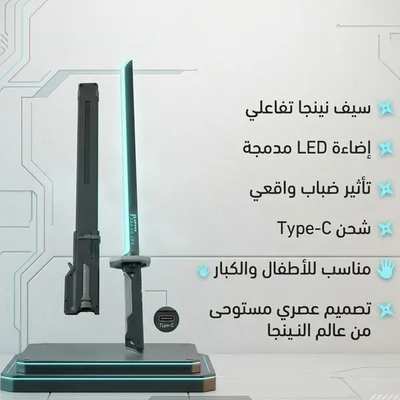 سيف نينجا تفاعلي
إضاءة LED مدمجة
تأثير ضباب واقعي
شحن Type-C
مناسب للأطفال والكبار
تصميم عصري مستوحى
من عالم النينجا
Type-C